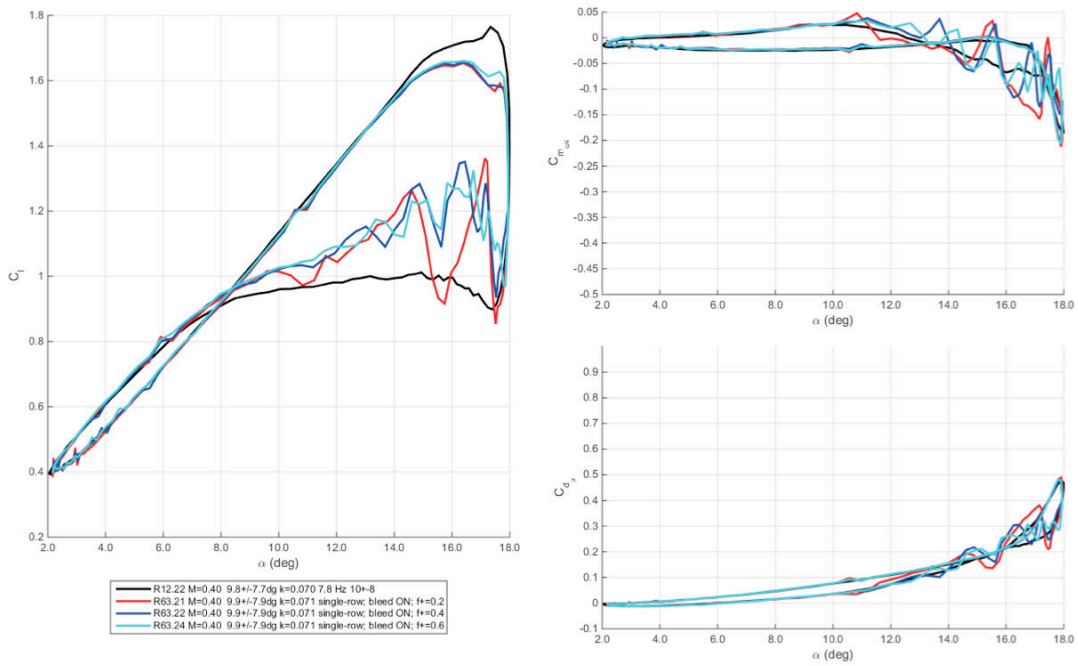 1.8
1.6
1.4
1.2
1
0.8
0.6
0.4
0.2
C_l
2.0 4.0 6.0 8.0 10.0 12.0 14.0 16.0 18.0
α (deg)
R12.22 M=0.40 9.8+/-7.7dg k=0.070 7.8 Hz 10+-8
R63.21 M=0.40 9.9+/-7.9dg k=0.071 single-row; bleed ON; f+=0.2
R63.22 M=0.40 9.9+/-7.9dg k=0.071 single-row; bleed ON; f+=0.4
R63.24 M=0.40 9.9+/-7.9dg k=0.071 single-row; bleed ON; f+=0.6
0.05
0
-0.05
-0.1
-0.15
-0.2
-0.25
-0.3
-0.35
-0.4
-0.45
-0.5
2.0 4.0 6.0 8.0 10.0 12.0 14.0 16.0 18.0
α (deg)
0.9
0.8
0.7
0.6
0.5
0.4
0.3
0.2
0.1
0
-0.1
2.0 4.0 6.0 8.0 10.0 12.0 14.0 16.0 18.0
α (deg)